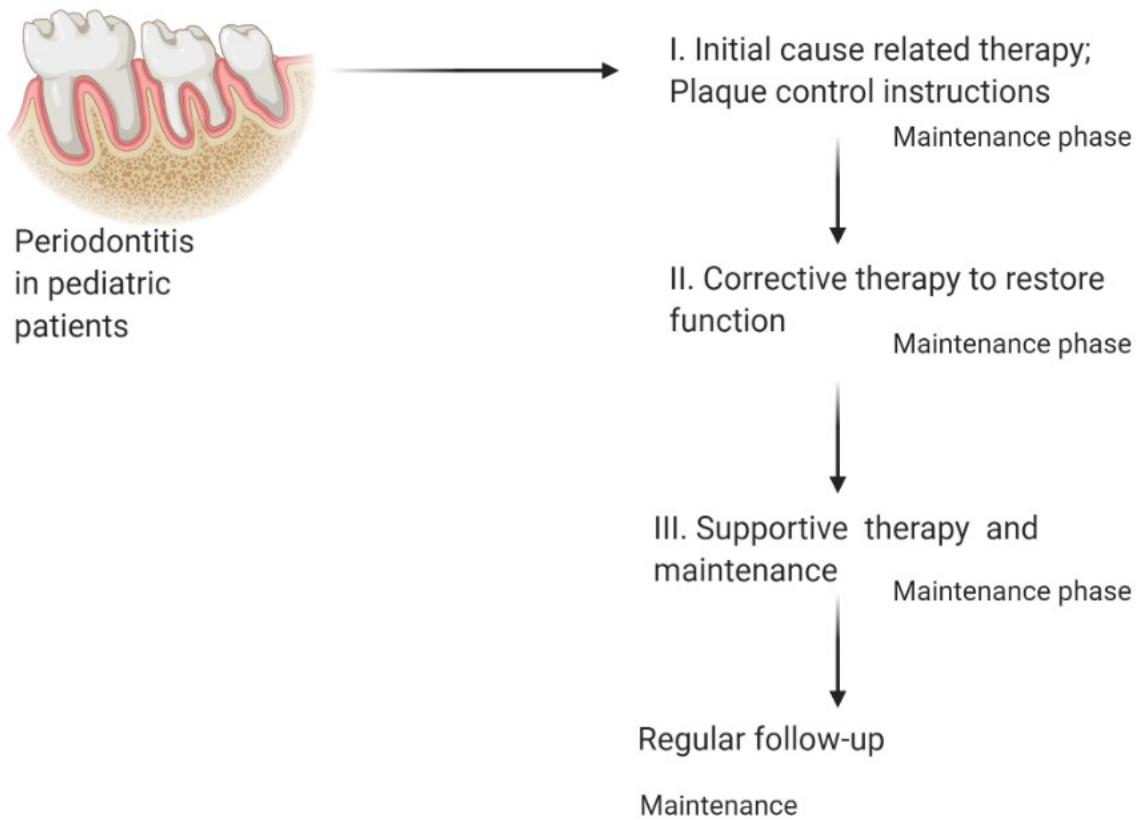 Periodontitis
in pediatric
patients
I. Initial cause related therapy;
Plaque control instructions
Maintenance phase
II. Corrective therapy to restore
function
Maintenance phase
III. Supportive therapy and
maintenance
Maintenance phase
Regular follow-up
Maintenance